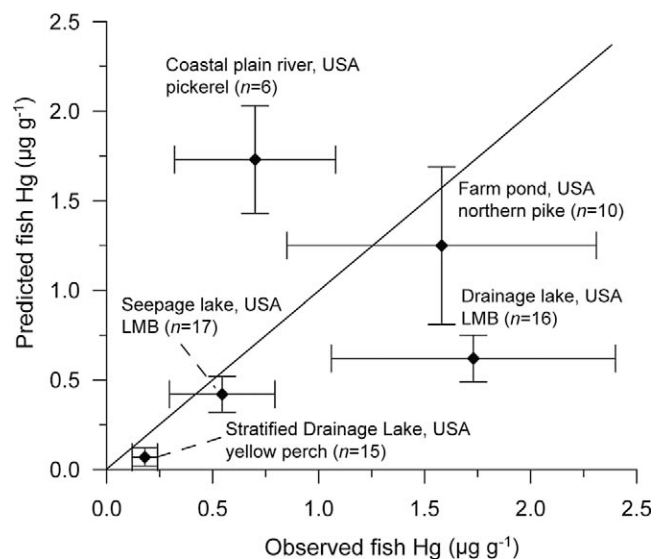 2.5
2.0
1.5
1.0
0.5
0.0
Predicted fish Hg (µg g⁻¹)
Coastal plain river, USA
pickerel (n=6)
Farm pond, USA
northern pike (n=10)
Seepage lake, USA
LMB (n=17)
Drainage lake, USA
LMB (n=16)
Stratified Drainage Lake, USA
yellow perch (n=15)
0.0 0.5 1.0 1.5 2.0 2.5
Observed fish Hg (µg g⁻¹)